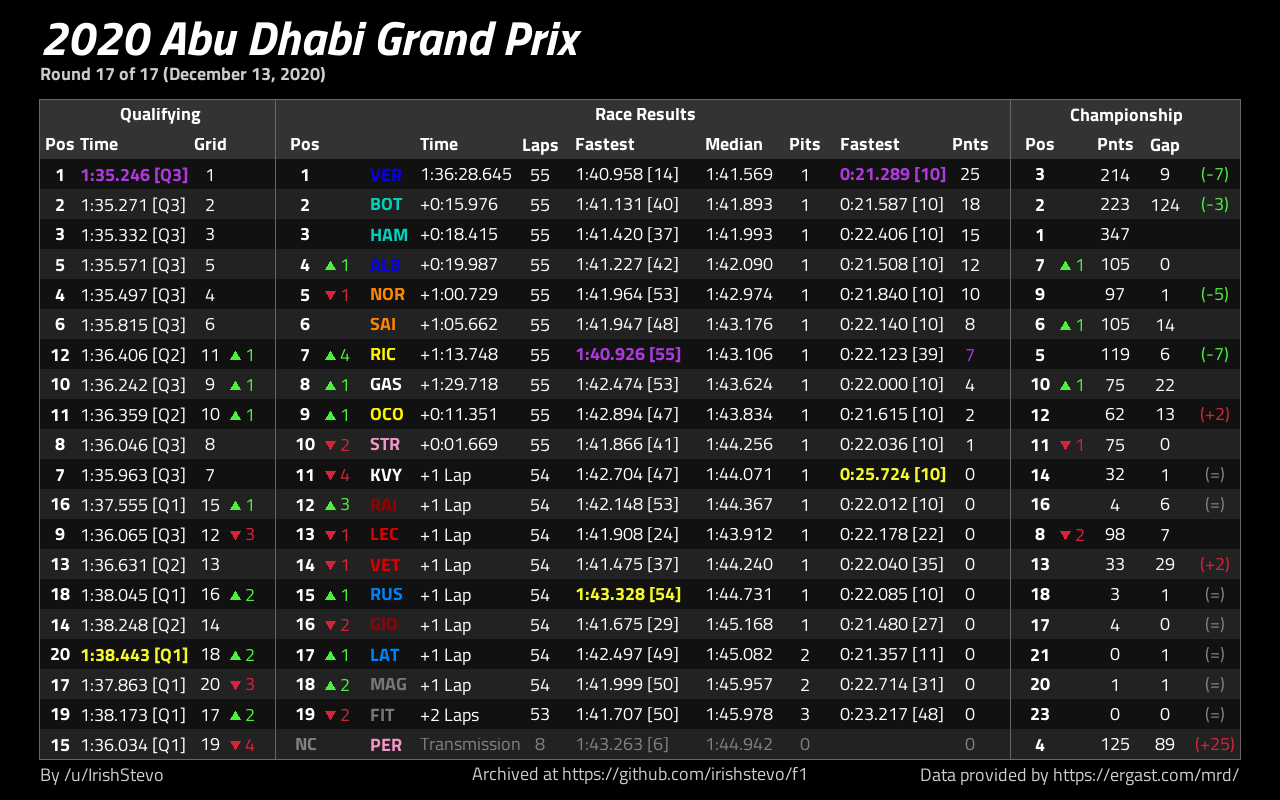 2020 Abu Dhabi Grand Prix
Round 17 of 17 (December 13, 2020)
Qualifying Race Results Championship
Pos Time Grid Pos Time Laps Fastest Median Pits Fastest Pnts Pos Pnts Gap
1 1:35.246 [Q3] 1 1 VER 1:36:28.645 55 1:40.958 [14] 1:41.569 1 0:21.289 [10] 25 3 214 9 (-7)
2 1:35.271 [Q3] 2 2 BOT +0:15.976 55 1:41.131 [40] 1:41.893 1 0:21.587 [10] 18 2 223 124 (-3)
3 1:35.332 [Q3] 3 3 HAM +0:18.415 55 1:41.420 [37] 1:41.993 1 0:22.406 [10] 15 1 347
5 1:35.571 [Q3] 5 4 ▲ 1 ALB +0:19.987 55 1:41.227 [42] 1:42.090 1 0:21.508 [10] 12 7 ▲ 1 105 0
4 1:35.497 [Q3] 4 5 ▼ 1 NOR +1:00.729 55 1:41.964 [53] 1:42.974 1 0:21.840 [10] 10 9 97 1 (-5)
6 1:35.815 [Q3] 6 6 SAI +1:05.662 55 1:41.947 [48] 1:43.176 1 0:22.140 [10] 8 6 ▲ 1 105 14
12 1:36.406 [Q2] 11 ▲ 1 7 ▲ 4 RIC +1:13.748 55 1:40.926 [55] 1:43.106 1 0:22.123 [39] 7 5 119 6 (-7)
10 1:36.242 [Q3] 9 ▲ 1 8 ▲ 1 GAS +1:29.718 55 1:42.474 [53] 1:43.624 1 0:22.000 [10] 4 10 ▲ 1 75 22
11 1:36.359 [Q2] 10 ▲ 1 9 ▲ 1 OCO +0:11.351 55 1:42.894 [47] 1:43.834 1 0:21.615 [10] 2 12 62 13 (+2)
8 1:36.046 [Q3] 8 10 ▼ 2 STR +0:01.669 55 1:41.866 [41] 1:44.256 1 0:22.036 [10] 1 11 ▼ 1 75 0
7 1:35.963 [Q3] 7 11 ▼ 4 KVY +1 Lap 54 1:42.704 [47] 1:44.071 1 0:25.724 [10] 0 14 32 1 (=)
16 1:37.555 [Q1] 15 ▲ 1 12 ▲ 3 RAI +1 Lap 54 1:42.148 [53] 1:44.367 1 0:22.012 [10] 0 16 4 6 (=)
9 1:36.065 [Q3] 12 ▼ 3 13 ▼ 1 LEC +1 Lap 54 1:41.908 [24] 1:43.912 1 0:22.178 [22] 0 8 ▼ 2 98 7
13 1:36.631 [Q2] 13 14 ▼ 1 VET +1 Lap 54 1:41.475 [37] 1:44.240 1 0:22.040 [35] 0 13 33 29 (+2)
18 1:38.045 [Q1] 16 ▲ 2 15 ▲ 1 RUS +1 Lap 54 1:43.328 [54] 1:44.731 1 0:22.085 [10] 0 18 3 1 (=)
14 1:38.248 [Q2] 14 16 ▼ 2 GIO +1 Lap 54 1:41.675 [29] 1:45.168 1 0:21.480 [27] 0 17 4 0 (=)
20 1:38.443 [Q1] 18 ▲ 2 17 ▲ 1 LAT +1 Lap 54 1:42.497 [49] 1:45.082 2 0:21.357 [11] 0 21 0 1 (=)
17 1:37.863 [Q1] 20 ▼ 3 18 ▲ 2 MAG +1 Lap 54 1:41.999 [50] 1:45.957 2 0:22.714 [31] 0 20 1 1 (=)
19 1:38.173 [Q1] 17 ▲ 2 19 ▼ 2 FIT +2 Laps 53 1:41.707 [50] 1:45.978 3 0:23.217 [48] 0 23 0 0 (=)
15 1:36.034 [Q1] 19 ▼ 4 NC PER Transmission 8 1:43.263 [6] 1:44.942 0 0 4 125 89 (+25)
By /u/IrishStevo Archived at https://github.com/irishstevo/f1 Data provided by https://ergast.com/mrd/